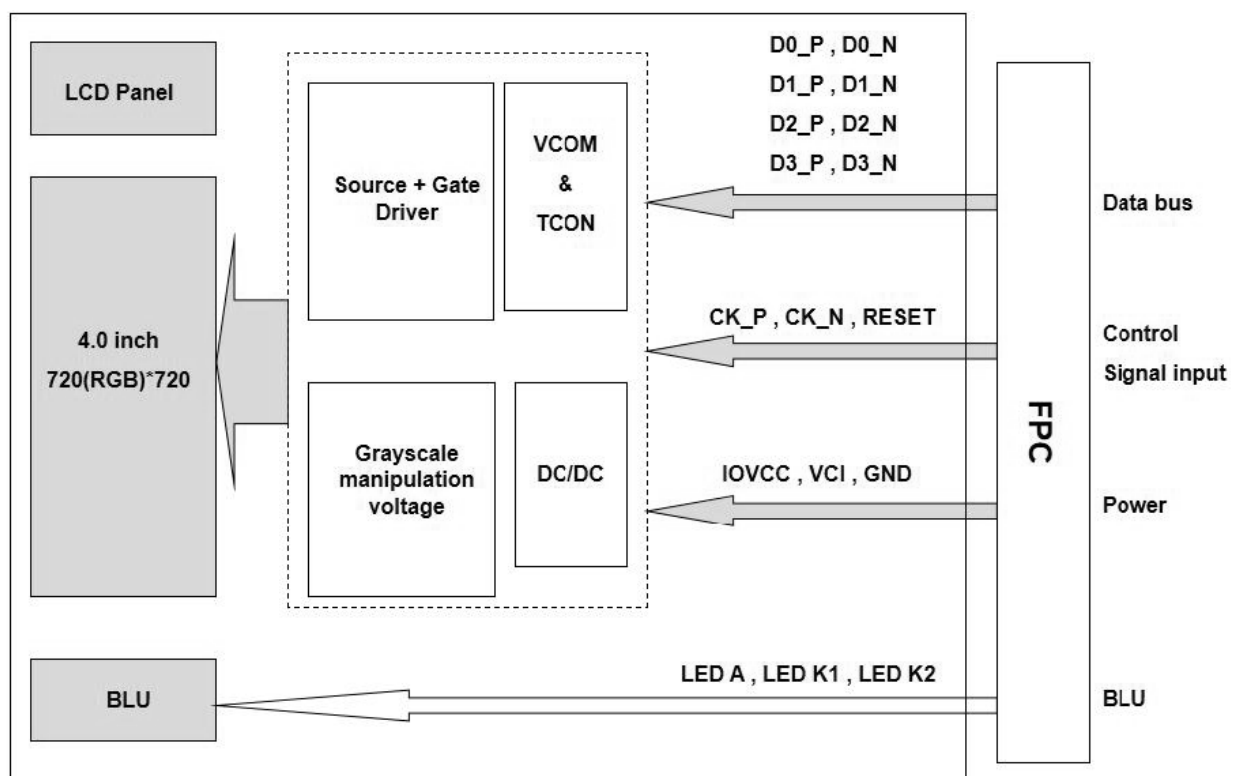 LCD Panel
4.0 inch
720(RGB)*720
BLU
Source + Gate
Driver
VCOM
&
TCON
Grayscale
manipulation
voltage
DC/DC
D0_P , D0_N
D1_P , D1_N
D2_P , D2_N
D3_P , D3_N
CK_P , CK_N , RESET
IOVCC , VCI , GND
LED A , LED K1 , LED K2
FPC
Data bus
Control
Signal input
Power
BLU